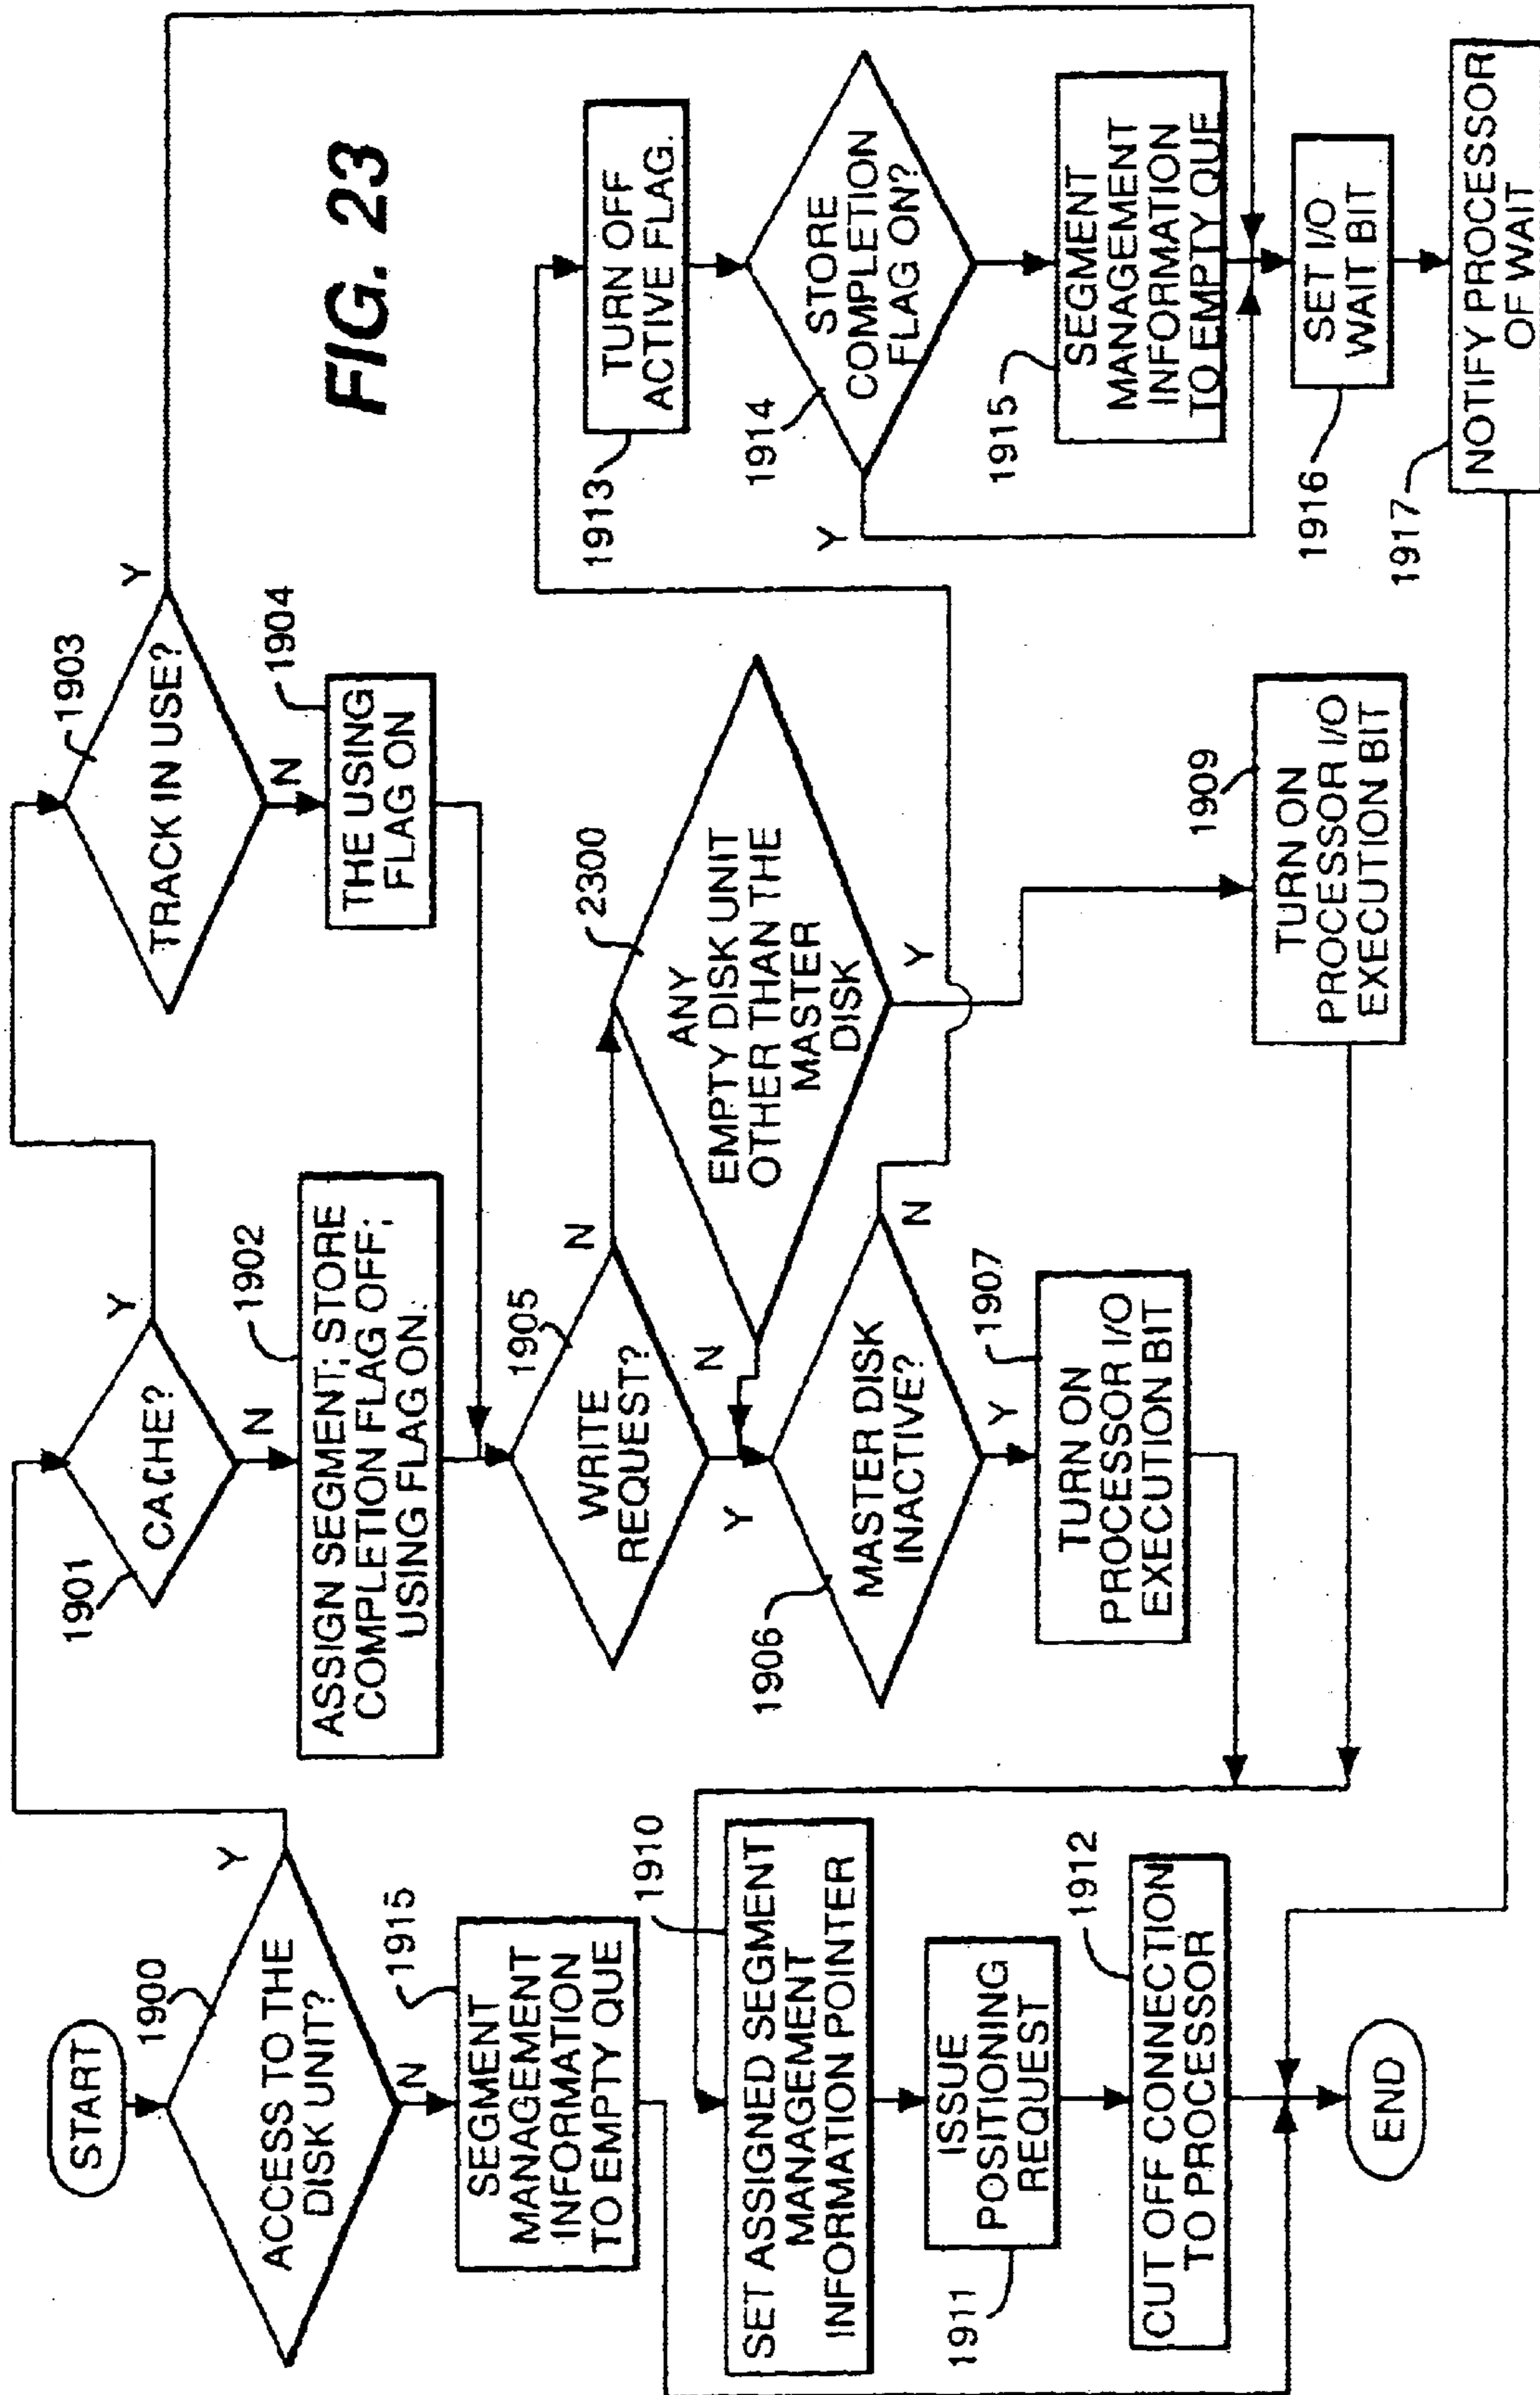 FIG. 23
START
1900
ACCESS TO THE
DISK UNIT?
Y
N
1915
SEGMENT
MANAGEMENT
INFORMATION
TO EMPTY QUE
1910
SET ASSIGNED SEGMENT
MANAGEMENT
INFORMATION POINTER
1911
ISSUE
POSITIONING
REQUEST
1912
CUT OFF CONNECTION
TO PROCESSOR
END
1901
CACHE?
Y
N
1902
ASSIGN SEGMENT; STORE
COMPLETION FLAG OFF;
USING FLAG ON.
1905
WRITE
REQUEST?
N
Y
N
1906
MASTER DISK
INACTIVE?
N
Y
1907
TURN ON
PROCESSOR I/O
EXECUTION BIT
1903
TRACK IN USE?
Y
N
1904
THE USING
FLAG ON
2300
ANY
EMPTY DISK UNIT
OTHER THAN THE
MASTER
DISK
Y
1909
TURN ON
PROCESSOR I/O
EXECUTION BIT
1913
TURN OFF
ACTIVE FLAG.
1914
STORE
COMPLETION
FLAG ON?
Y
1915
SEGMENT
MANAGEMENT
INFORMATION
TO EMPTY QUE
1916
SET I/O
WAIT BIT
1917
NOTIFY PROCESSOR
OF WAIT